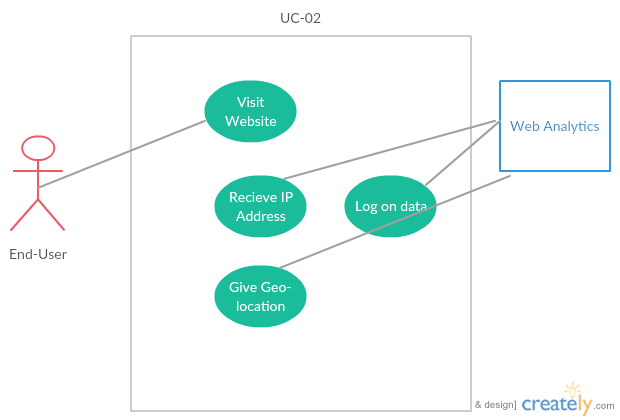 UC-02
Visit
Website
Web Analytics
Recieve IP
Address
Log on data
End-User
Give Geo-
location
& design]
creately.com